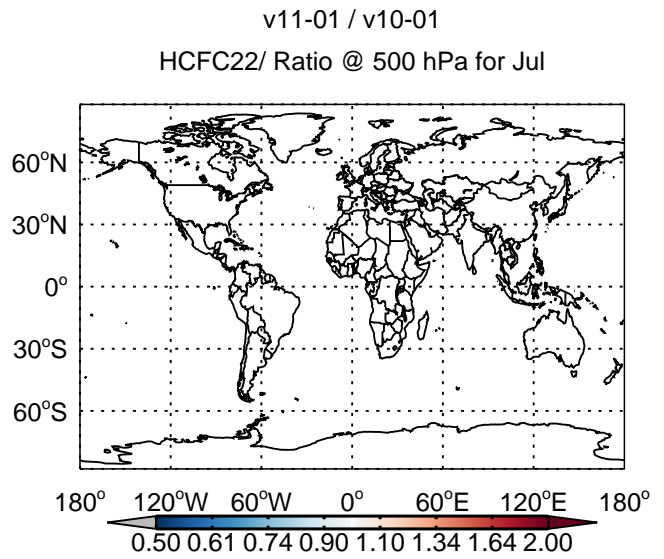 v11-01 / v10-01
HCFC22/ Ratio @ 500 hPa for Jul
60°N
30°N
0°
30°S
60°S
180° 120°W 60°W 0° 60°E 120°E 180°
0.50 0.61 0.74 0.90 1.10 1.34 1.64 2.00